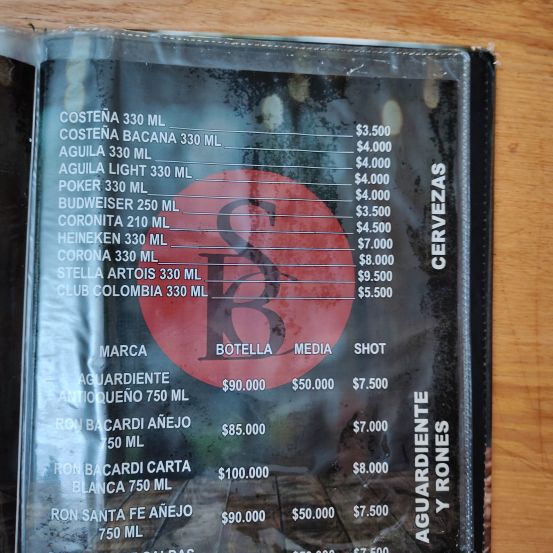 COSTEÑA 330 ML $3.500
COSTEÑA BACANA 330 ML $4.000
AGUILA 330 ML $4.000
AGUILA LIGHT 330 ML $4.000
POKER 330 ML $4.000
BUDWEISER 250 ML $3.500
CORONITA 210 ML $4.500
HEINEKEN 330 ML $7.000
CORONA 330 ML $8.000
STELLA ARTOIS 330 ML $9.500
CLUB COLOMBIA 330 ML $5.500
CERVEZAS
MARCA BOTELLA MEDIA SHOT
AGUARDIENTE
ANTIOQUEÑO 750 ML $90.000 $50.000 $7.500
RON BACARDI AÑEJO
750 ML $85.000 $7.000
RON BACARDI CARTA
BLANCA 750 ML $100.000 $8.000
RON SANTA FE AÑEJO
750 ML $90.000 $50.000 $7.500
$7.500
AGUARDIENTE
Y RONES